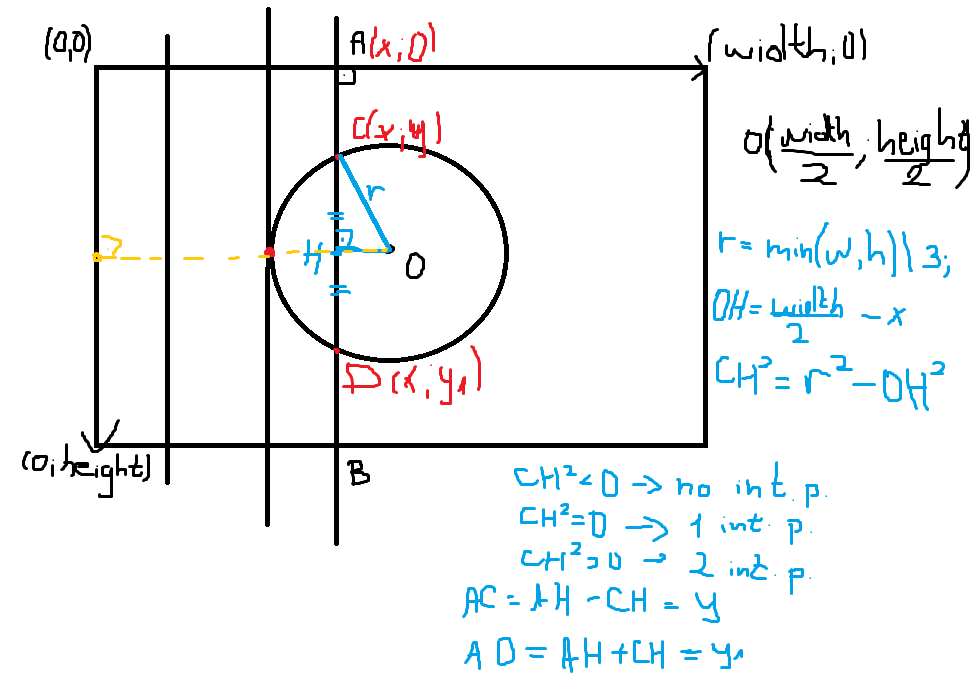 (0,0)
A(x;0)
(width;0)
C(x;y)
O(width/2; height/2)
r
H
O
r = min(w,h)\3;
OH = width/2 - x
CH² = r² - OH²
D(x, y₁)
(0;height)
B
CH² < 0 → no int. p.
CH² = 0 → 1 int. p.
CH² > 0 → 2 int. p.
AC = AH - CH = y
AD = AH + CH = y₁